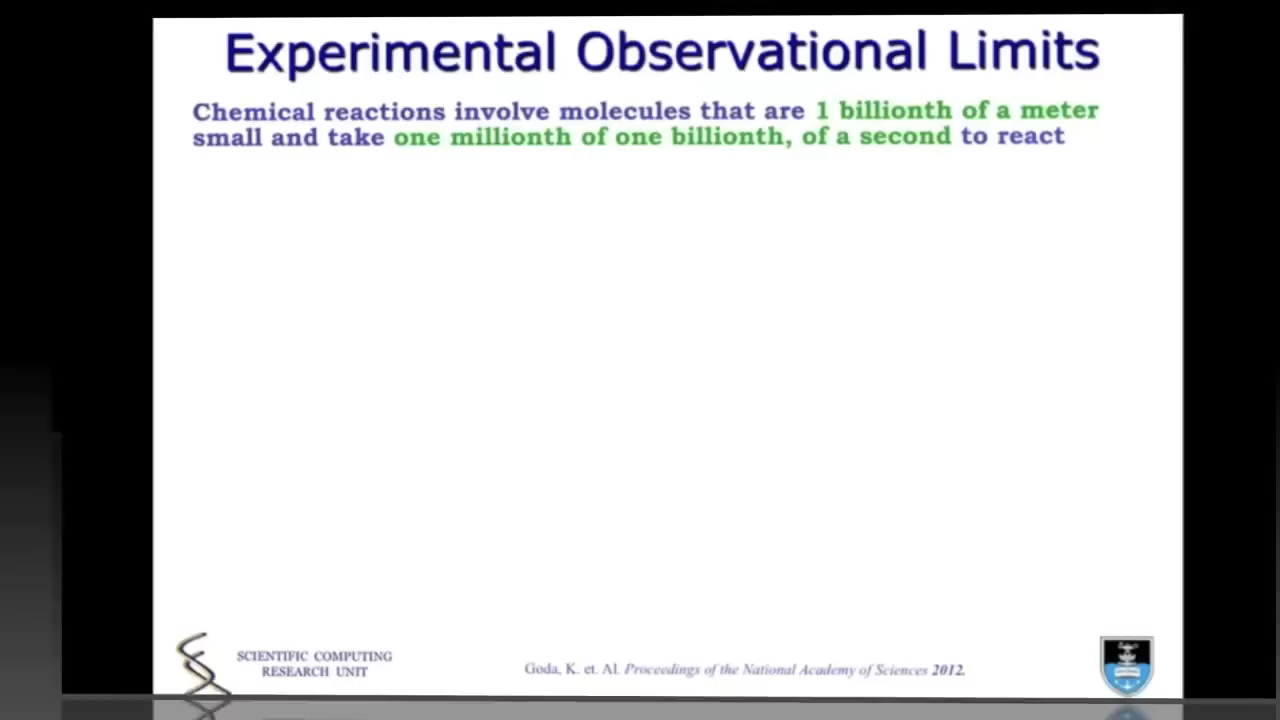 Experimental Observational Limits
Chemical reactions involve molecules that are 1 billionth of a meter
small and take one millionth of one billionth, of a second to react
SCIENTIFIC COMPUTING
RESEARCH UNIT
Goda, K. et. Al. Proceedings of the National Academy of Sciences 2012.